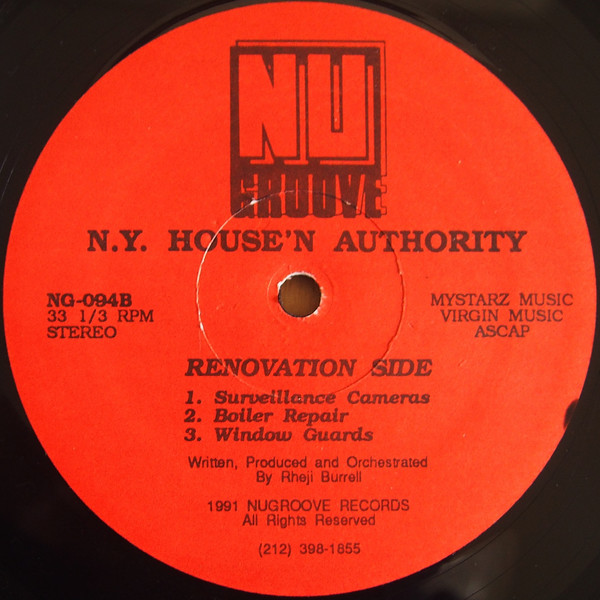 NU
GROOVE
N.Y. HOUSE'N AUTHORITY
NG-094B
33 1/3 RPM
STEREO
MYSTARZ MUSIC
VIRGIN MUSIC
ASCAP
RENOVATION SIDE
1. Surveillance Cameras
2. Boiler Repair
3. Window Guards
Written, Produced and Orchestrated
By Rheji Burrell
1991 NUGROOVE RECORDS
All Rights Reserved
(212) 398-1855